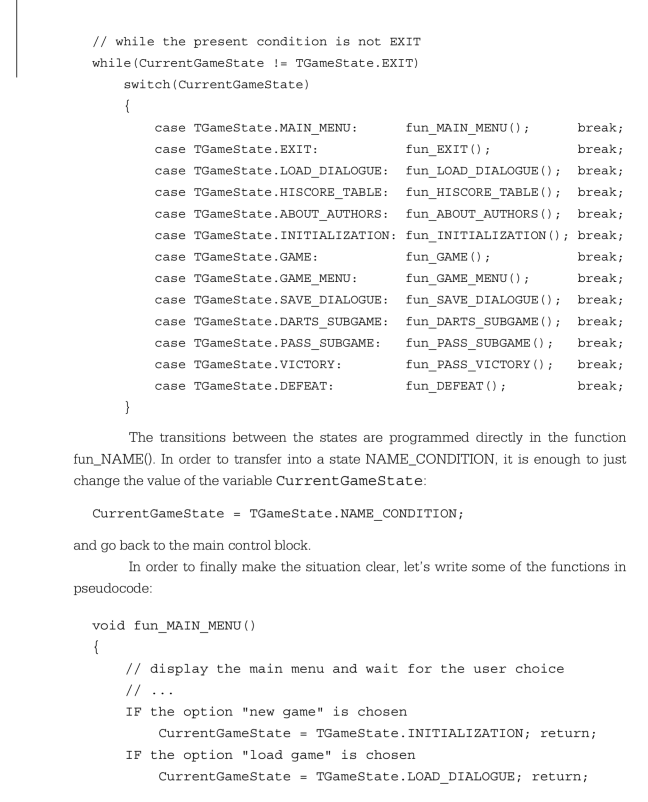 // while the present condition is not EXIT
while(CurrentGameState != TGameState.EXIT)
switch(CurrentGameState)
{
case TGameState.MAIN_MENU: fun_MAIN_MENU(); break;
case TGameState.EXIT: fun_EXIT(); break;
case TGameState.LOAD_DIALOGUE: fun_LOAD_DIALOGUE(); break;
case TGameState.HISCORE_TABLE: fun_HISCORE_TABLE(); break;
case TGameState.ABOUT_AUTHORS: fun_ABOUT_AUTHORS(); break;
case TGameState.INITIALIZATION: fun_INITIALIZATION(); break;
case TGameState.GAME: fun_GAME(); break;
case TGameState.GAME_MENU: fun_GAME_MENU(); break;
case TGameState.SAVE_DIALOGUE: fun_SAVE_DIALOGUE(); break;
case TGameState.DARTS_SUBGAME: fun_DARTS_SUBGAME(); break;
case TGameState.PASS_SUBGAME: fun_PASS_SUBGAME(); break;
case TGameState.VICTORY: fun_PASS_VICTORY(); break;
case TGameState.DEFEAT: fun_DEFEAT(); break;
}
The transitions between the states are programmed directly in the function
fun_NAME(). In order to transfer into a state NAME_CONDITION, it is enough to just
change the value of the variable CurrentGameState:
CurrentGameState = TGameState.NAME_CONDITION;
and go back to the main control block.
In order to finally make the situation clear, let's write some of the functions in
pseudocode:
void fun_MAIN_MENU()
{
// display the main menu and wait for the user choice
// ...
IF the option "new game" is chosen
CurrentGameState = TGameState.INITIALIZATION; return;
IF the option "load game" is chosen
CurrentGameState = TGameState.LOAD_DIALOGUE; return;